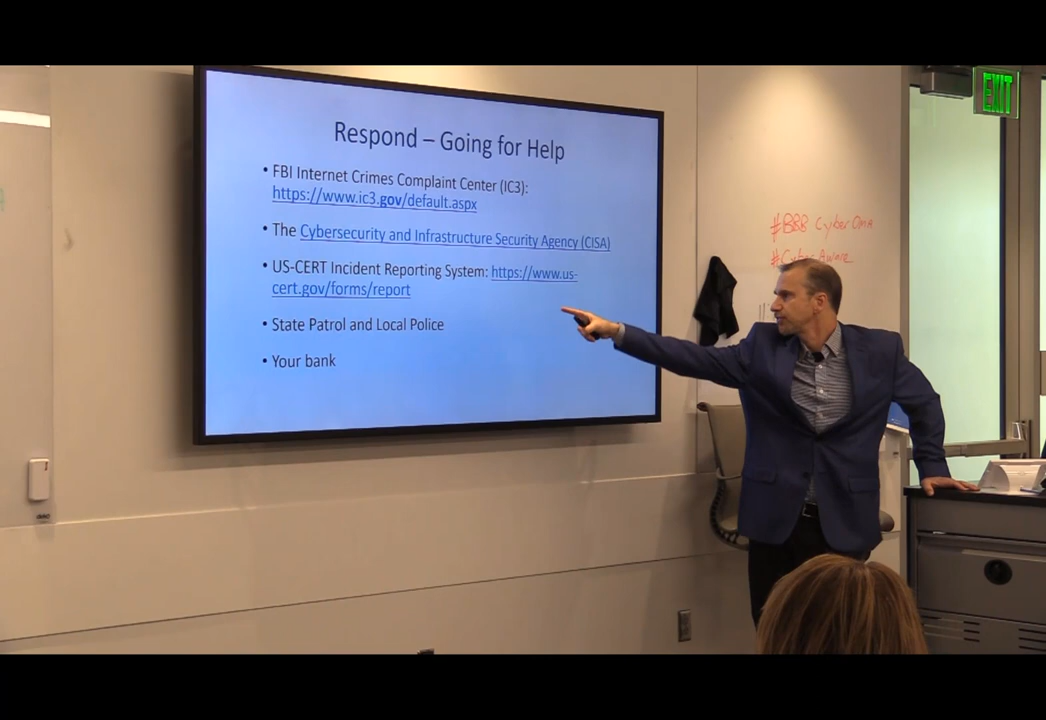 Respond – Going for Help
• FBI Internet Crimes Complaint Center (IC3):
https://www.ic3.gov/default.aspx
• The Cybersecurity and Infrastructure Security Agency (CISA)
• US-CERT Incident Reporting System: https://www.us-
cert.gov/forms/report
• State Patrol and Local Police
• Your bank
EXIT
#BBB CyberOMA
#CyberAware